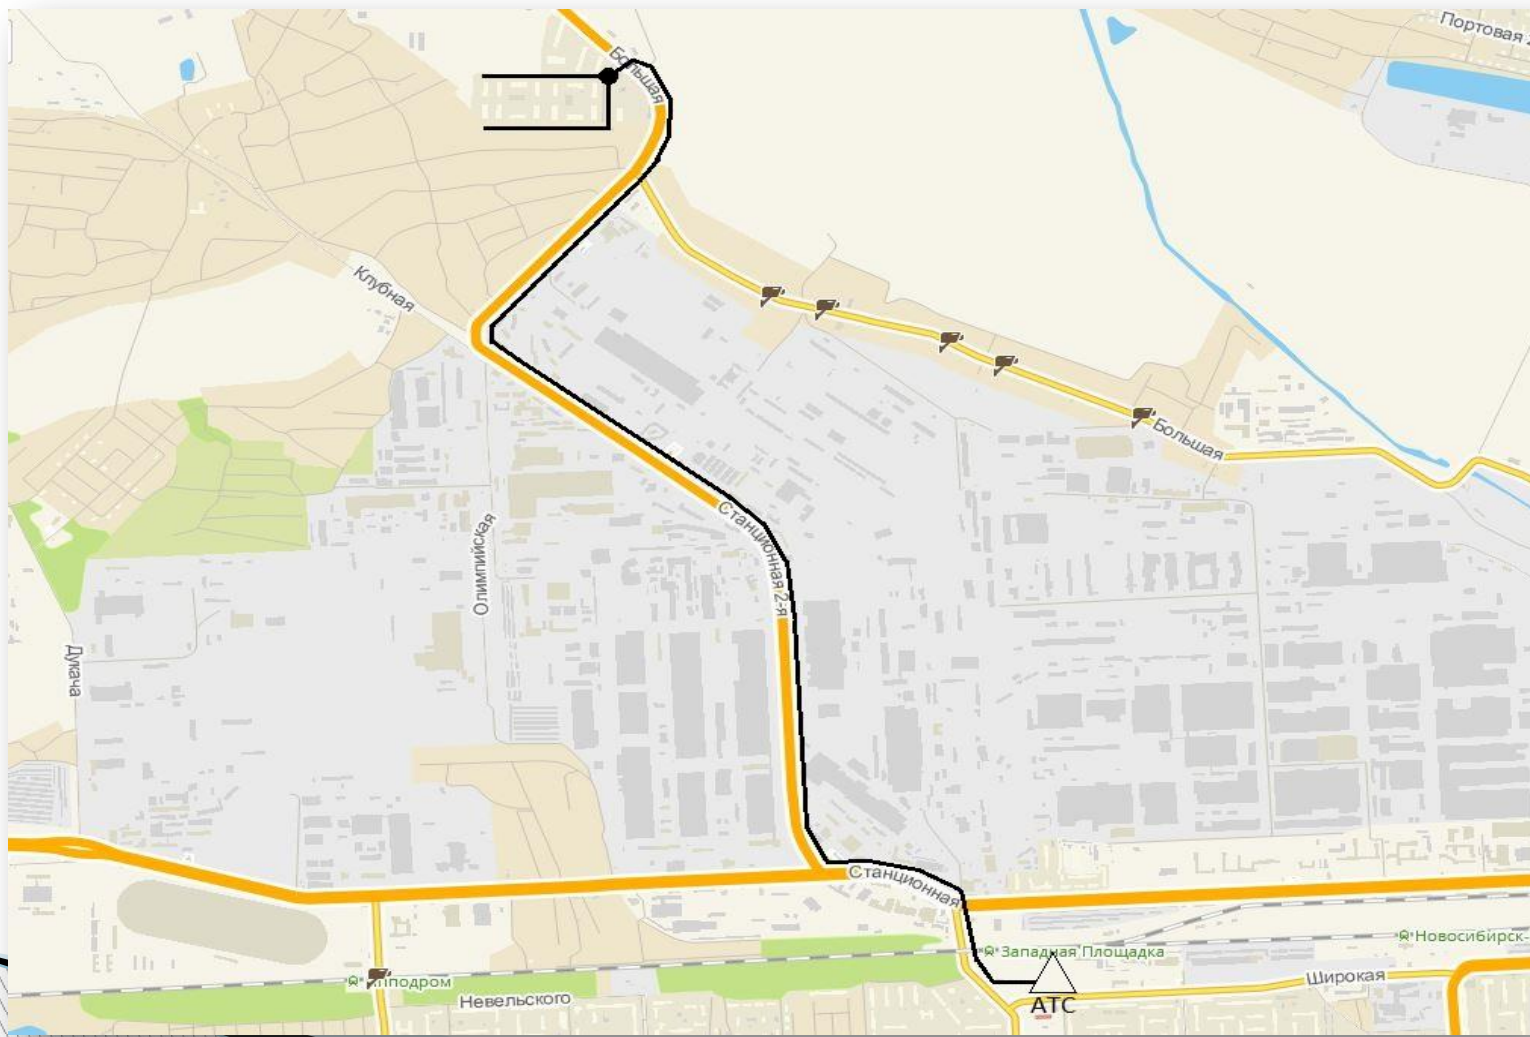 Портовая
Большая
Клубная
Большая
Станционная 2-я
Олимпийская
Дукача
Станционная
Западная Площадка
Новосибирск-
Ипподром
Широкая
Невельского
АТС